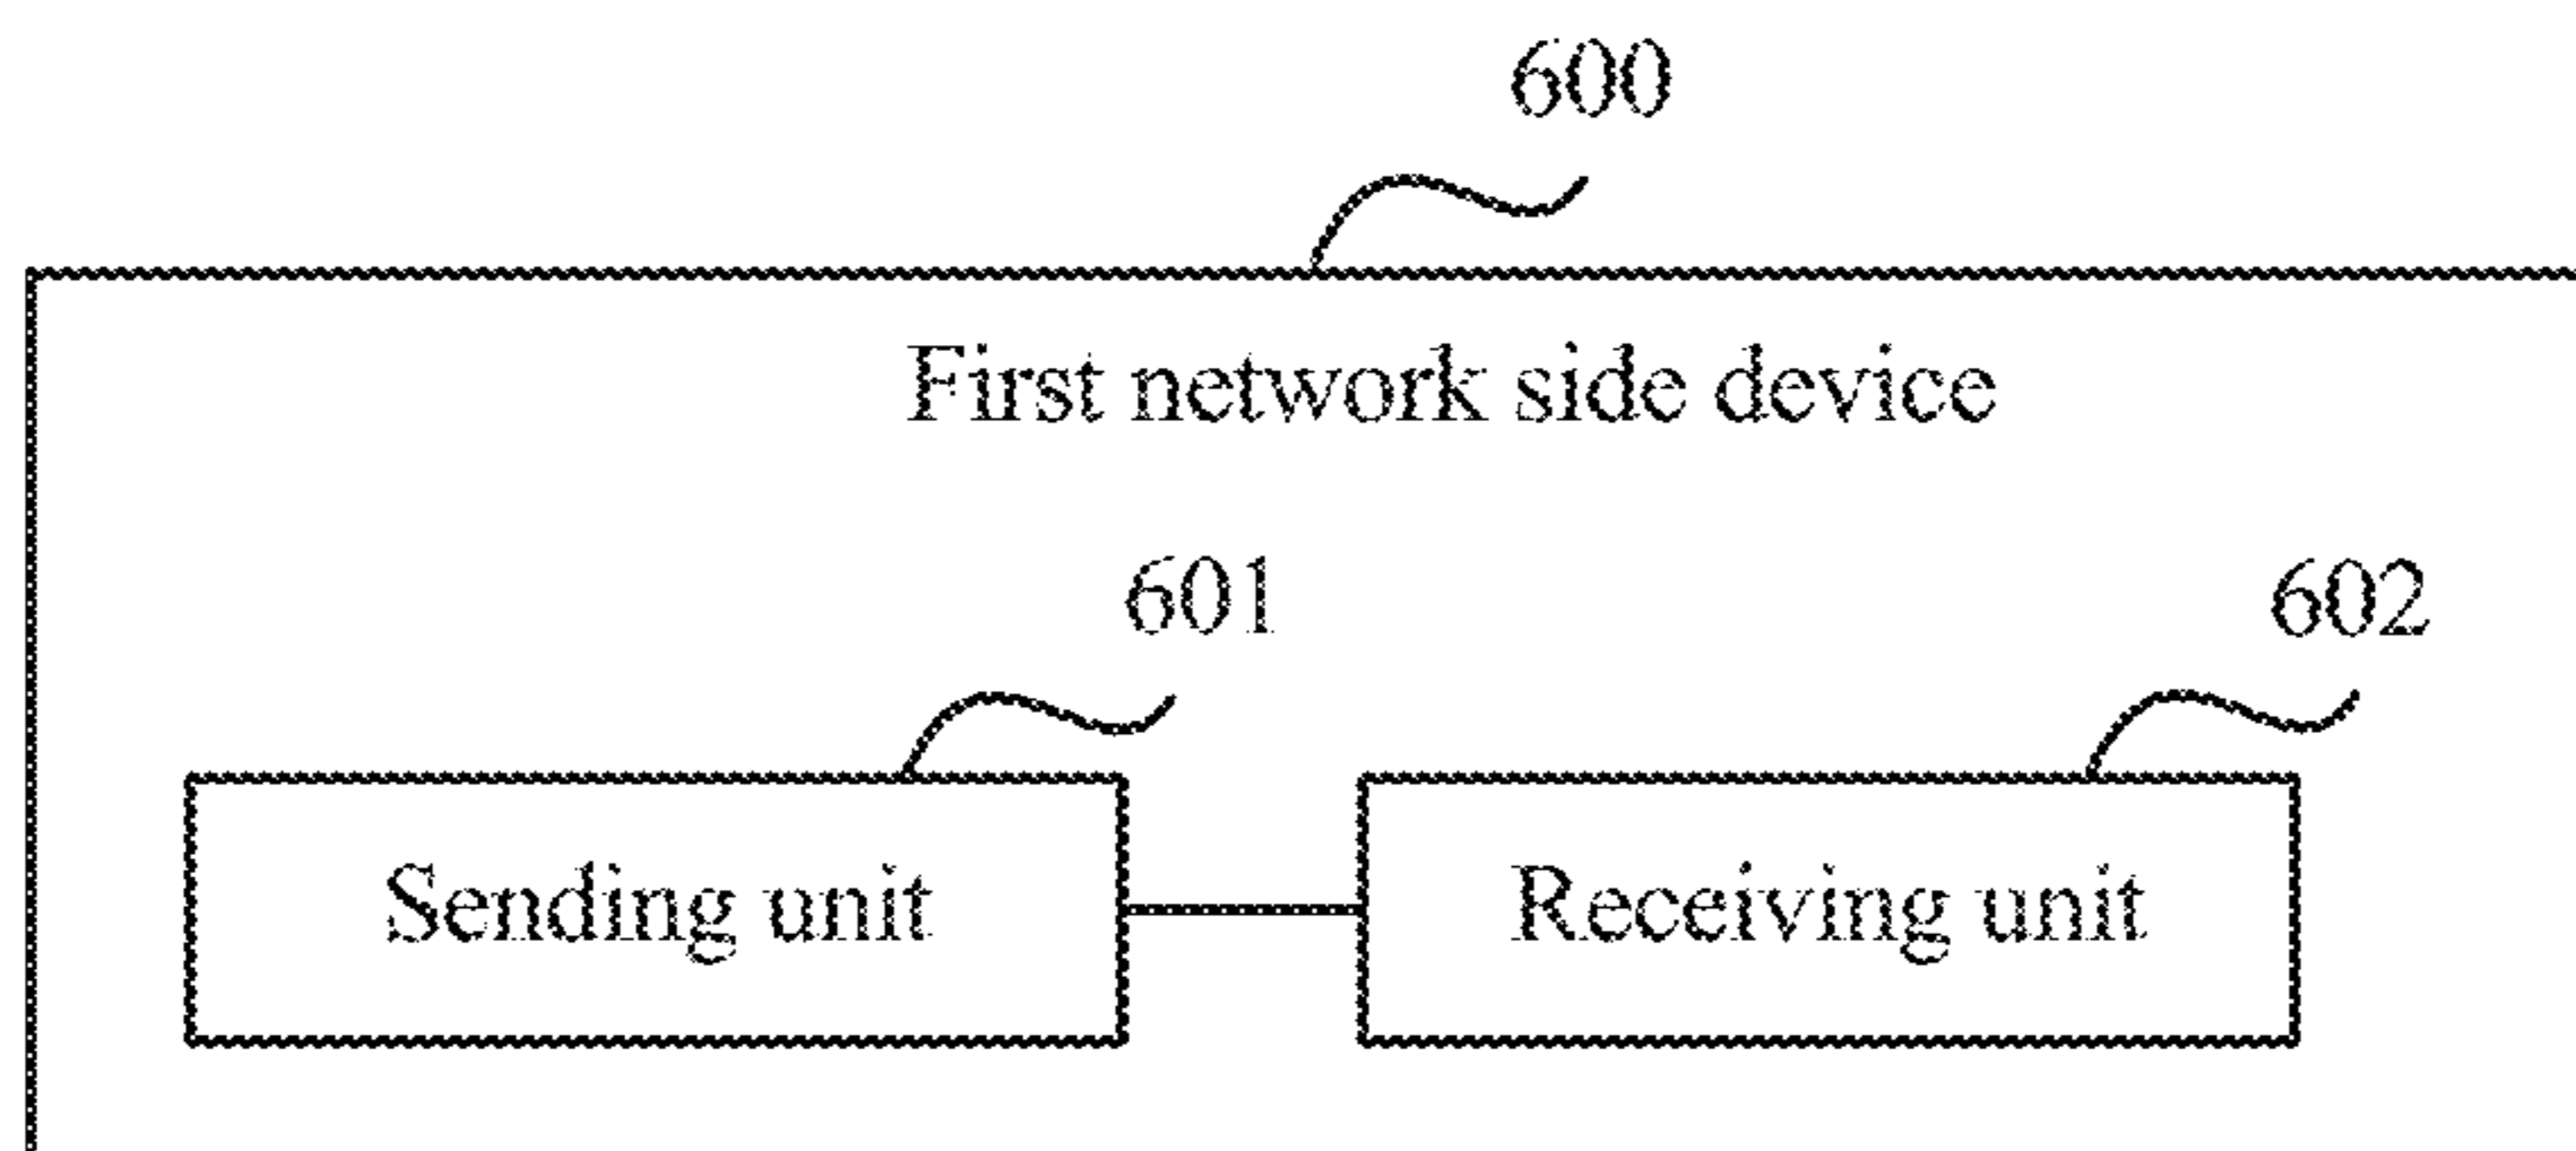 600
First network side device
601
602
Sending unit
Receiving unit